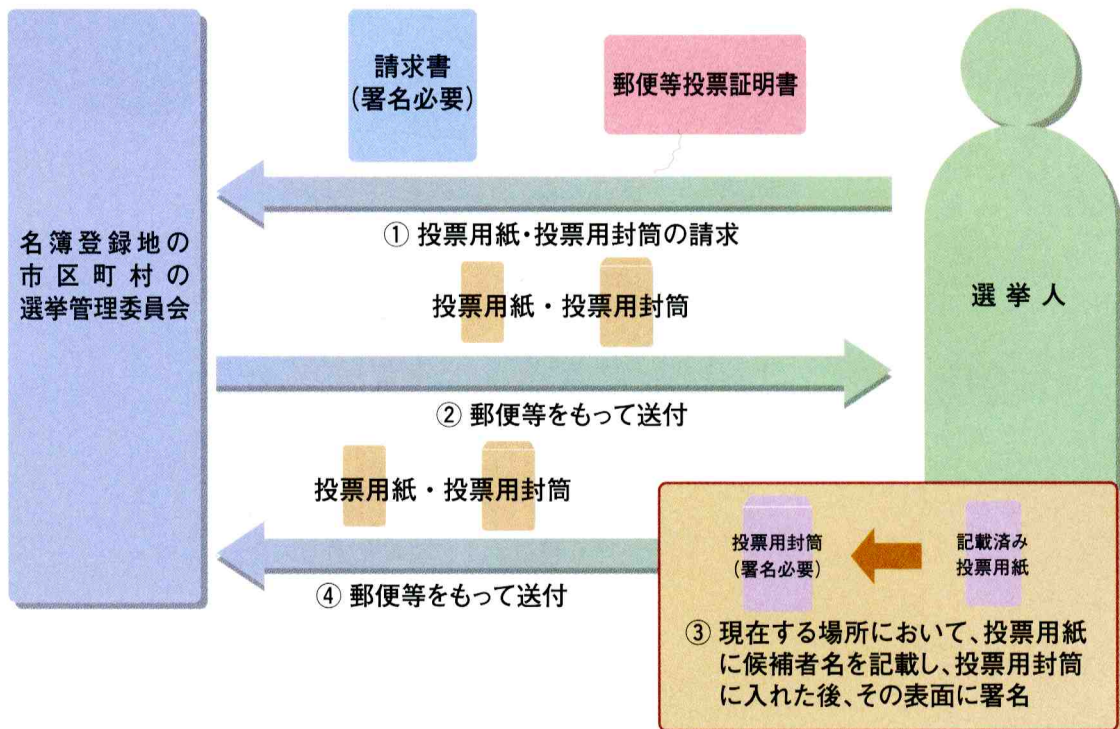 請求書
(署名必要)
郵便等投票証明書
① 投票用紙・投票用封筒の請求
名簿登録地の
市区町村の
選挙管理委員会
選挙人
投票用紙・投票用封筒
② 郵便等をもって送付
投票用紙・投票用封筒
④ 郵便等をもって送付
投票用封筒
(署名必要)
記載済み
投票用紙
③ 現在する場所において、投票用紙
に候補者名を記載し、投票用封筒
に入れた後、その表面に署名